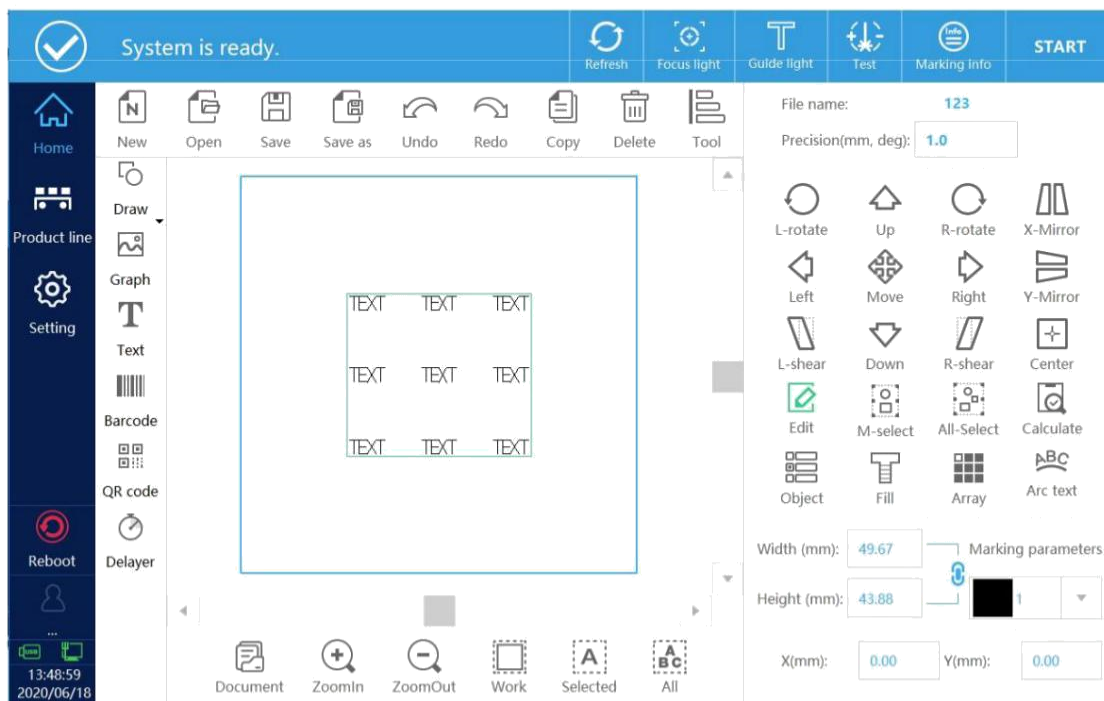 System is ready.
Refresh
Focus light
Guide light
Test
Info
Marking info
START
Home
Product line
Setting
Reboot
...
USB
13:48:59
2020/06/18
N
New
Open
Save
Save as
Undo
Redo
Copy
Delete
Tool
Draw
Graph
T
Text
Barcode
QR code
Delayer
TEXT TEXT TEXT
TEXT TEXT TEXT
TEXT TEXT TEXT
Document
ZoomIn
ZoomOut
Work
A
Selected
A
B C
All
File name: 123
Precision(mm, deg): 1.0
L-rotate Up R-rotate X-Mirror
Left Move Right Y-Mirror
L-shear Down R-shear Center
Edit M-select All-Select Calculate
ABC
Object Fill Array Arc text
Width (mm): 49.67 Marking parameters
Height (mm): 43.88 1
X(mm): 0.00 Y(mm): 0.00